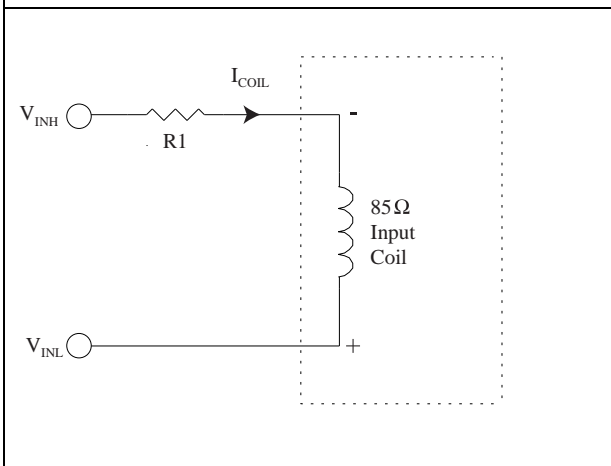 I_COIL
V_INH
-
R1
85Ω
Input
Coil
V_INL
+